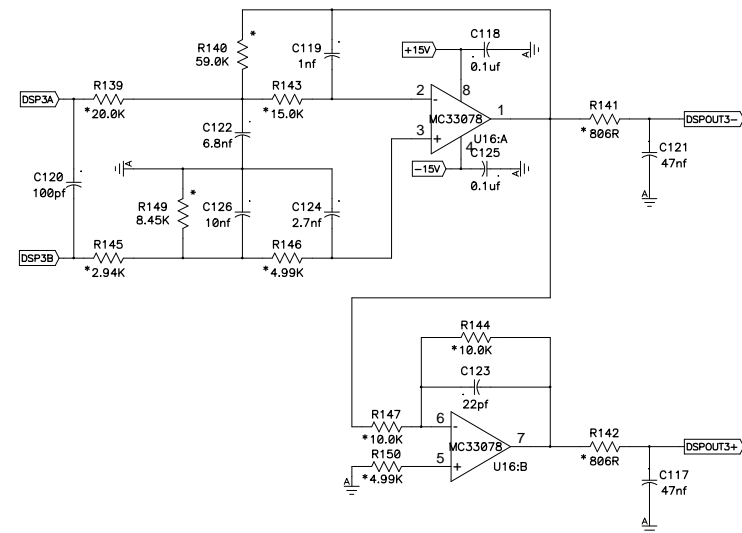 R140
59.0K
*
C119
1nf
+15V
C118
0.1uf
A
DSP3A
R139
*20.0K
R143
*15.0K
2
-
8
MC33078
1
3
+
U16:A
4
C122
6.8nf
R141
*806R
DSPOUT3-
A
C120
100pf
R149
8.45K
*
C126
10nf
C124
2.7nf
-15V
C125
0.1uf
A
C121
47nf
A
DSP3B
R145
*2.94K
R146
*4.99K
R144
*10.0K
C123
22pf
R147
*10.0K
6
-
MC33078
7
R150
*4.99K
5
+
U16:B
A
R142
*806R
DSPOUT3+
C117
47nf
A